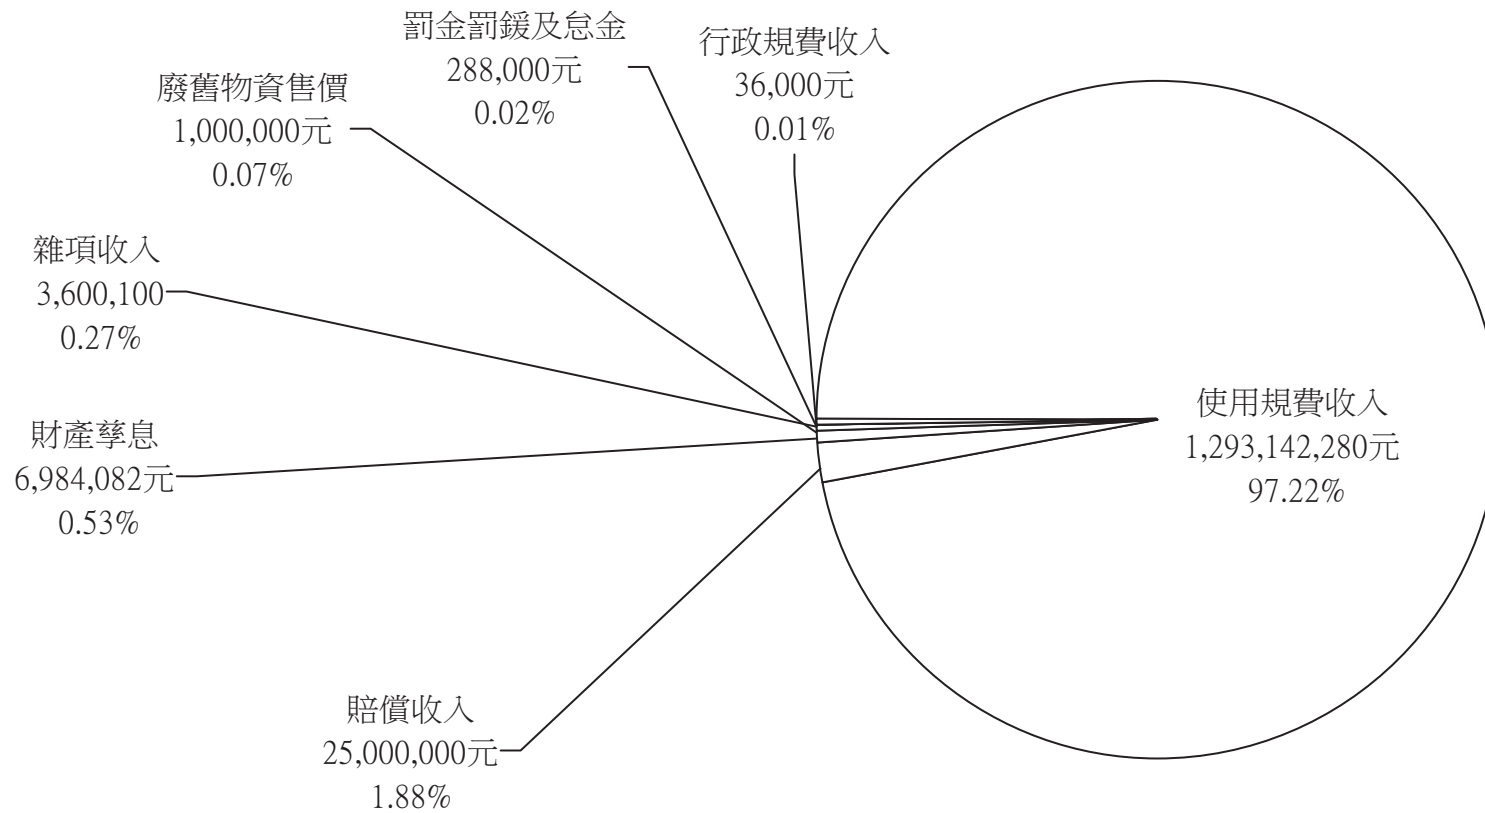 罰金罰鍰及怠金
288,000元
0.02%
行政規費收入
36,000元
0.01%
廢舊物資售價
1,000,000元
0.07%
雜項收入
3,600,100
0.27%
財產孳息
6,984,082元
0.53%
使用規費收入
1,293,142,280元
97.22%
賠償收入
25,000,000元
1.88%